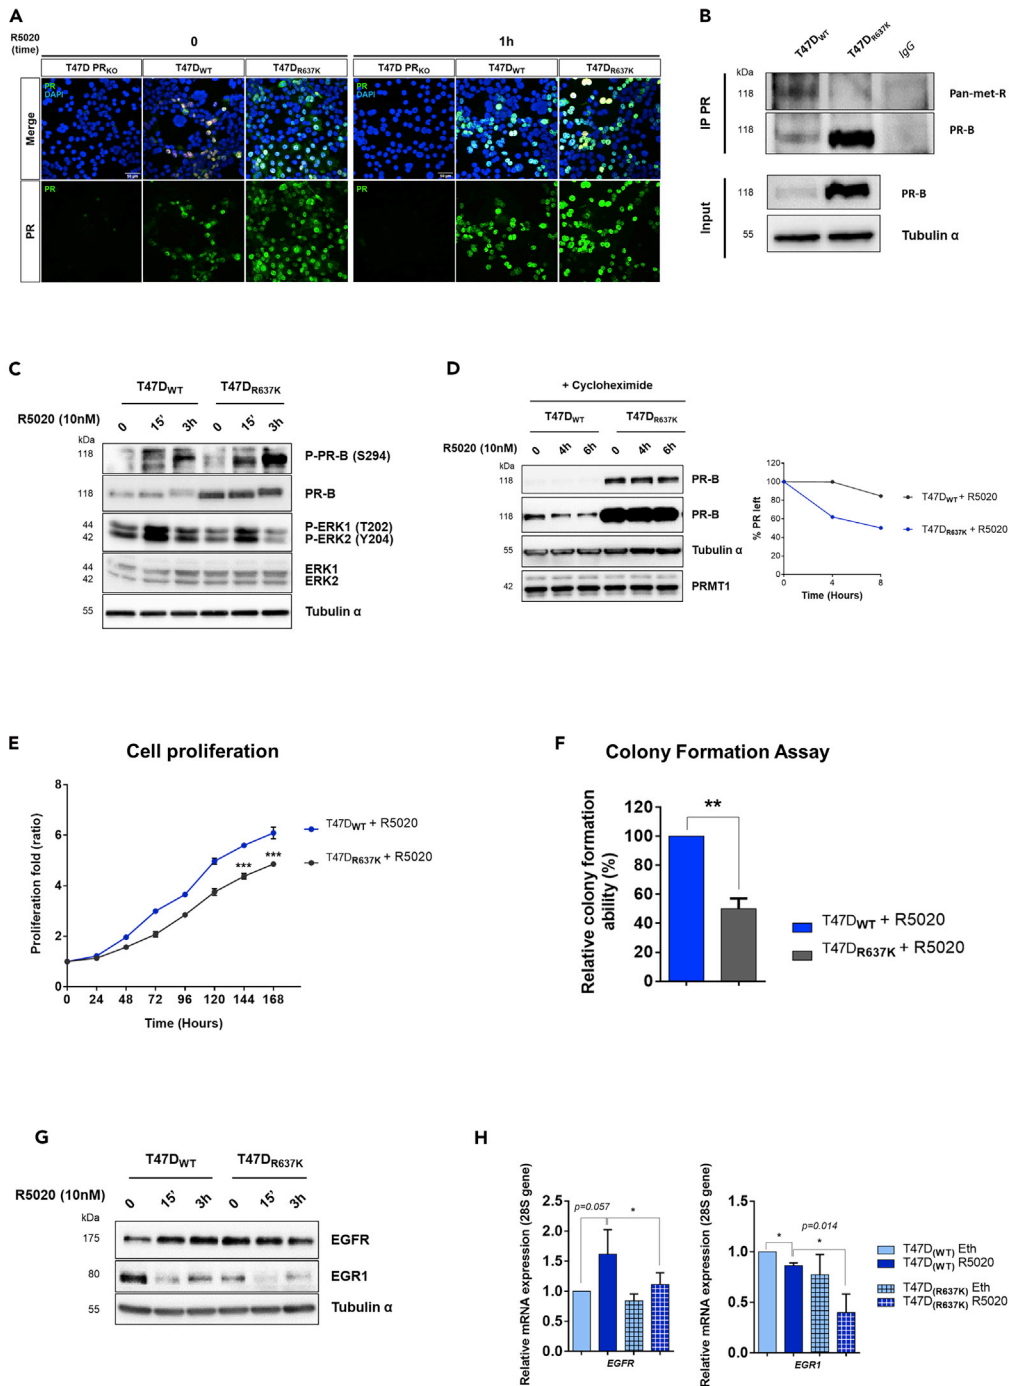 A
R5020
(time)
0
1h
T47D PRKO
T47DWT
T47DR637K
T47D PRKO
T47DWT
T47DR637K
Merge
PR
DAPI
PR
DAPI
50 µm
50 µm
PR
PR
PR
B
T47DWT
T47DR637K
IgG
kDa
IP PR
118
Pan-met-R
118
PR-B
Input
118
PR-B
55
Tubulin α
C
T47DWT
T47DR637K
R5020 (10nM)
0
15'
3h
0
15'
3h
kDa
118
P-PR-B (S294)
118
PR-B
44
P-ERK1 (T202)
42
P-ERK2 (Y204)
44
ERK1
42
ERK2
55
Tubulin α
D
+ Cycloheximide
T47DWT
T47DR637K
R5020 (10nM)
0
4h
6h
0
4h
6h
kDa
118
PR-B
118
PR-B
55
Tubulin α
42
PRMT1
% PR left
120
100
80
60
40
20
0
0
4
8
Time (Hours)
T47DWT + R5020
T47DR637K + R5020
E
Cell proliferation
Proliferation fold (ratio)
8
6
4
2
0
0 24 48 72 96 120 144 168
Time (Hours)
***
***
T47DWT + R5020
T47DR637K + R5020
F
Colony Formation Assay
Relative colony formation
ability (%)
120
100
80
60
40
20
0
**
T47DWT + R5020
T47DR637K + R5020
G
T47DWT
T47DR637K
R5020 (10nM)
0
15'
3h
0
15'
3h
kDa
175
EGFR
80
EGR1
55
Tubulin α
H
Relative mRNA expression (28S gene)
2.5
2.0
1.5
1.0
0.5
0.0
p=0.057
*
EGFR
Relative mRNA expression (28S gene)
1.5
1.0
0.5
0.0
p=0.014
*
*
EGR1
T47D(WT) Eth
T47D(WT) R5020
T47D(R637K) Eth
T47D(R637K) R5020